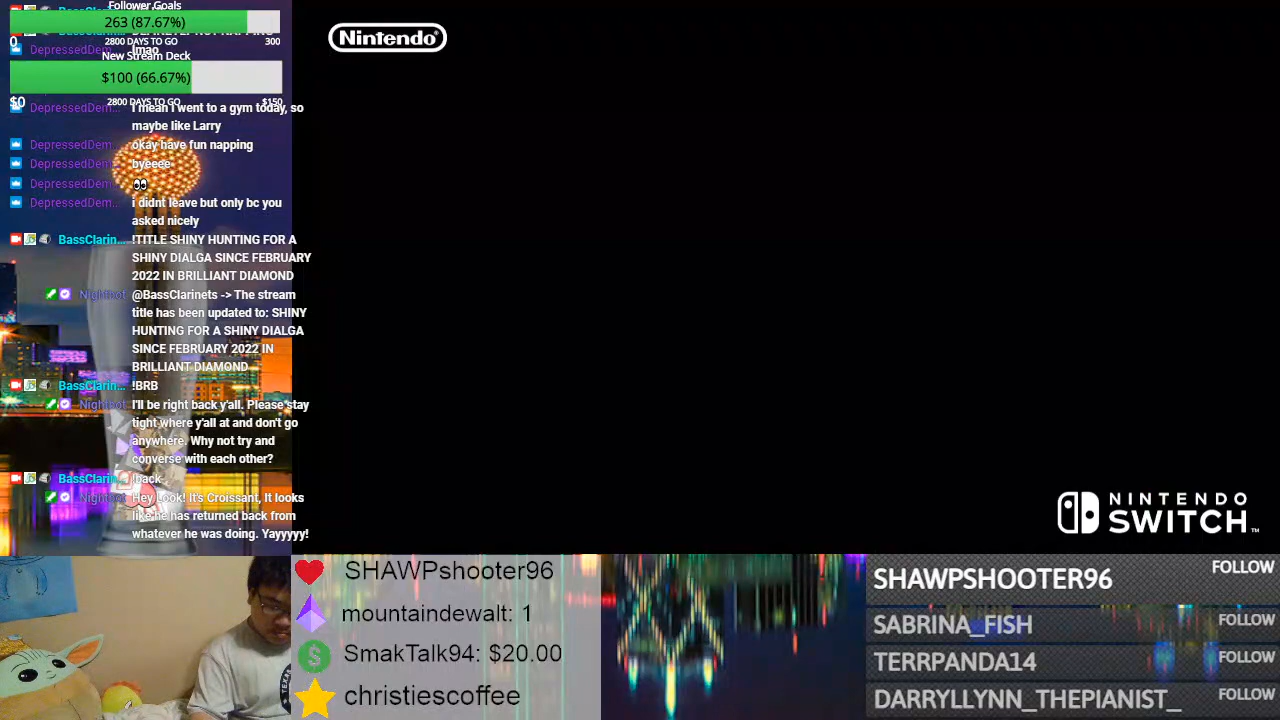 Follower Goals
263 (87.67%)
0 2800 DAYS TO GO 300
DepressedDem... lmao
New Stream Deck
$100 (66.67%)
$0 2800 DAYS TO GO $150
DepressedDem... I mean i went to a gym today, so
maybe like Larry
DepressedDem... okay have fun napping
DepressedDem... byeeee
DepressedDem... 👀
DepressedDem... i didnt leave but only bc you
asked nicely
BassClarin... !TITLE SHINY HUNTING FOR A
SHINY DIALGA SINCE FEBRUARY
2022 IN BRILLIANT DIAMOND
Nightbot @BassClarinets -> The stream
title has been updated to: SHINY
HUNTING FOR A SHINY DIALGA
SINCE FEBRUARY 2022 IN
BRILLIANT DIAMOND
BassClarin... !BRB
Nightbot I'll be right back y'all. Please stay
tight where y'all at and don't go
anywhere. Why not try and
converse with each other?
BassClarin... !back
Nightbot Hey Look! It's Croissant, It looks
like he has returned back from
whatever he was doing. Yayyyyy!
Nintendo
NINTENDO
SWITCH™
SHAWPshooter96
mountaindewalt: 1
SmakTalk94: $20.00
christiescoffee
SHAWPSHOOTER96 FOLLOW
SABRINA_FISH FOLLOW
TERRPANDA14 FOLLOW
DARRYLLYNN_THEPIANIST_ FOLLOW